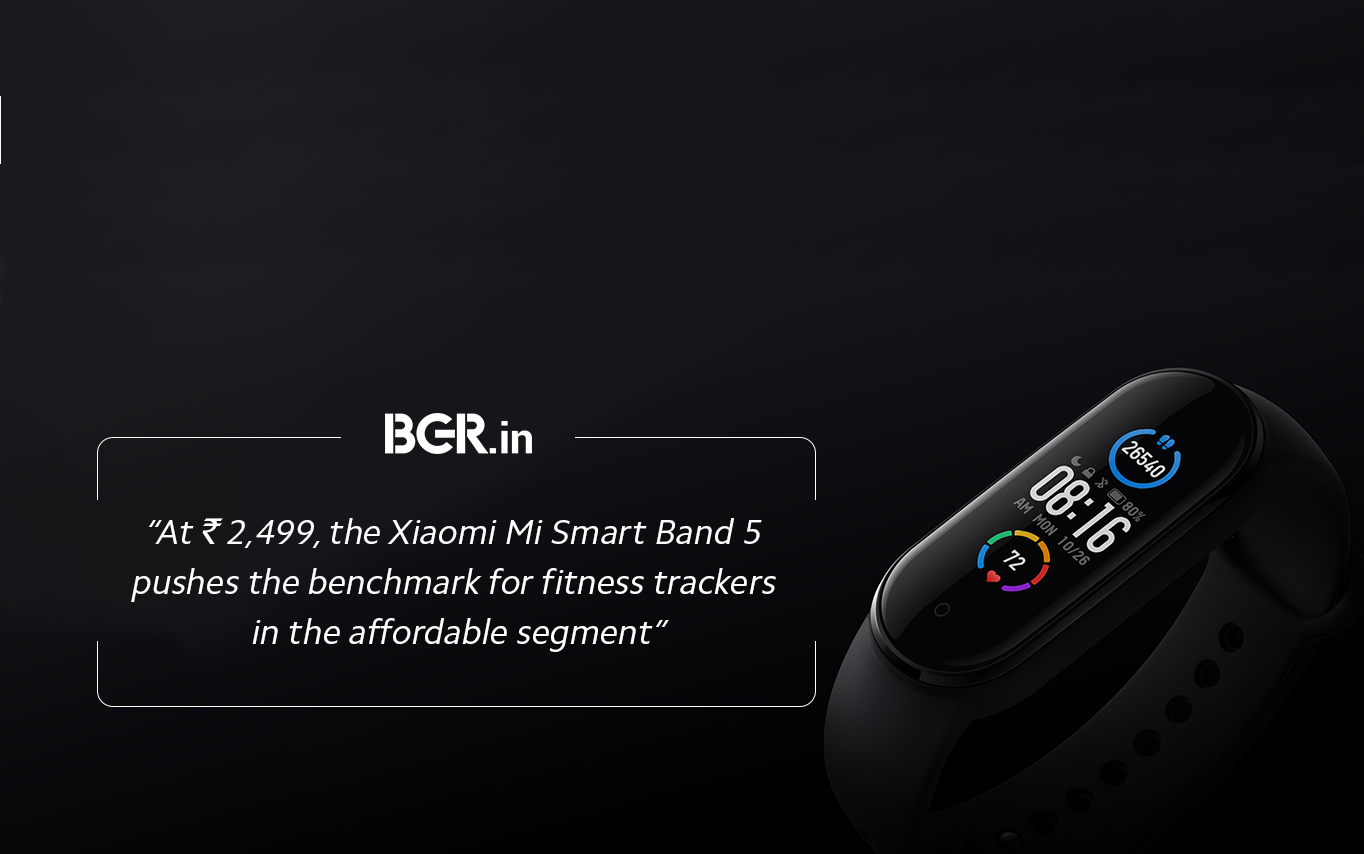 BGR.in
“At ₹ 2,499, the Xiaomi Mi Smart Band 5
pushes the benchmark for fitness trackers
in the affordable segment”
26540
80%
08:16
AM MON 10/26
72